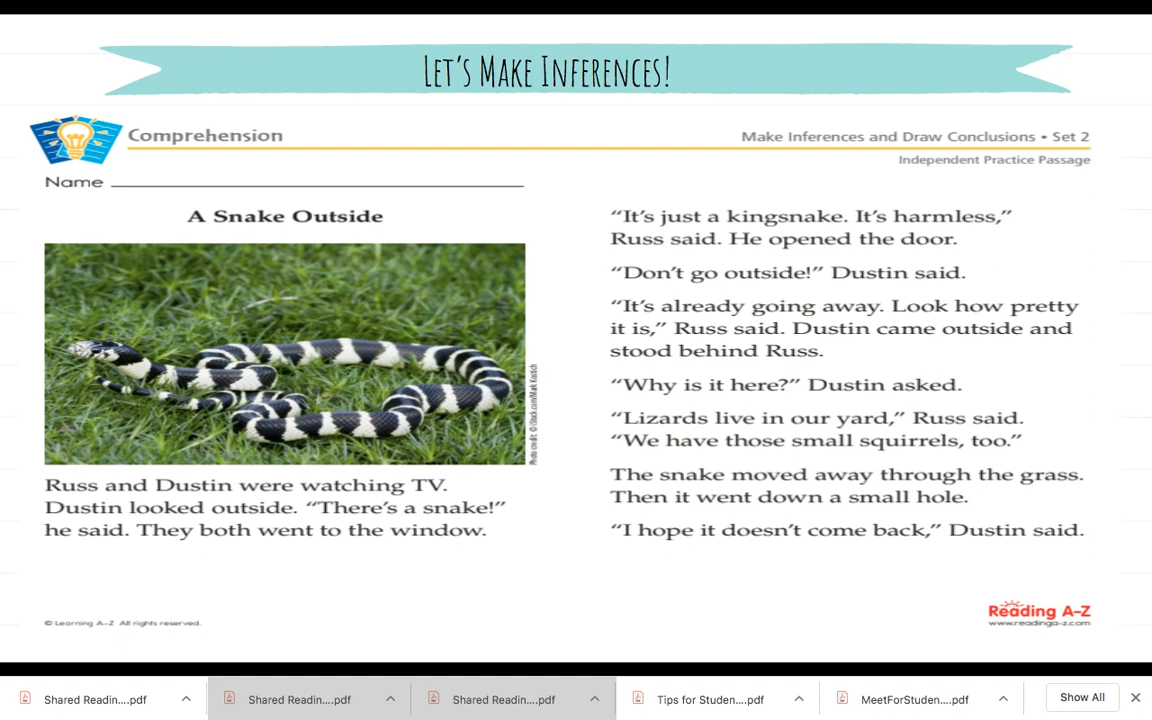 Let's Make Inferences!
Comprehension
Make Inferences and Draw Conclusions • Set 2
Independent Practice Passage
Name
A Snake Outside
Photo credit: © iStock.com/Mark Kostich
Russ and Dustin were watching TV.
Dustin looked outside. “There's a snake!”
he said. They both went to the window.
“It's just a kingsnake. It's harmless,”
Russ said. He opened the door.
“Don't go outside!” Dustin said.
“It's already going away. Look how pretty
it is,” Russ said. Dustin came outside and
stood behind Russ.
“Why is it here?” Dustin asked.
“Lizards live in our yard,” Russ said.
“We have those small squirrels, too.”
The snake moved away through the grass.
Then it went down a small hole.
“I hope it doesn't come back,” Dustin said.
© Learning A–Z All rights reserved.
Reading A–Z
www.readinga-z.com
Shared Readin....pdf
Shared Readin....pdf
Shared Readin....pdf
Tips for Studen....pdf
MeetForStuden....pdf
Show All